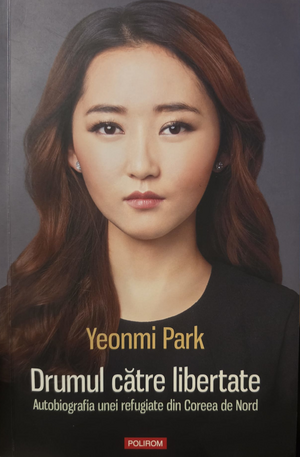 Yeonmi Park
Drumul către libertate
Autobiografia unei refugiate din Coreea de Nord
POLIROM